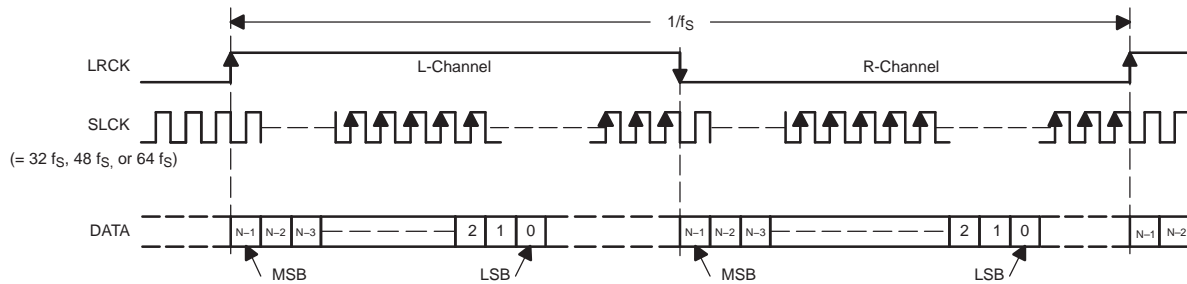 1/fS
LRCK L-Channel R-Channel
SLCK
(= 32 fS, 48 fS, or 64 fS)
DATA N–1 N–2 N–3 2 1 0 N–1 N–2 N–3 2 1 0 N–1 N–2
MSB LSB MSB LSB